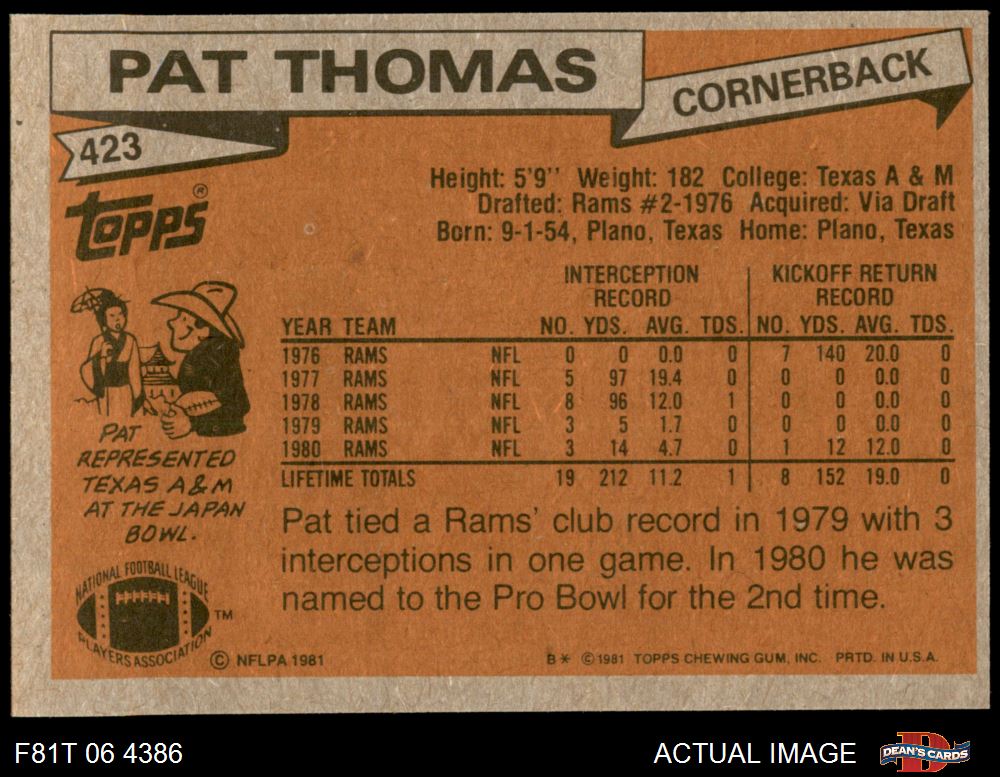 PAT THOMAS
CORNERBACK
423
TOPPS®
Height: 5'9'' Weight: 182 College: Texas A & M
Drafted: Rams #2-1976 Acquired: Via Draft
Born: 9-1-54, Plano, Texas Home: Plano, Texas
INTERCEPTION RECORD KICKOFF RETURN RECORD
YEAR TEAM NO. YDS. AVG. TDS. NO. YDS. AVG. TDS.
1976 RAMS NFL 0 0 0.0 0 7 140 20.0 0
1977 RAMS NFL 5 97 19.4 0 0 0 0.0 0
1978 RAMS NFL 8 96 12.0 1 0 0 0.0 0
1979 RAMS NFL 3 5 1.7 0 0 0 0.0 0
1980 RAMS NFL 3 14 4.7 0 1 12 12.0 0
LIFETIME TOTALS 19 212 11.2 1 8 152 19.0 0
PAT
REPRESENTED
TEXAS A&M
AT THE JAPAN
BOWL.
Pat tied a Rams' club record in 1979 with 3
interceptions in one game. In 1980 he was
named to the Pro Bowl for the 2nd time.
NATIONAL FOOTBALL LEAGUE
PLAYERS ASSOCIATION
TM
© NFLPA 1981
B* © 1981 TOPPS CHEWING GUM, INC. PRTD. IN U.S.A.
F81T 06 4386
ACTUAL IMAGE
D
DEAN'S CARDS